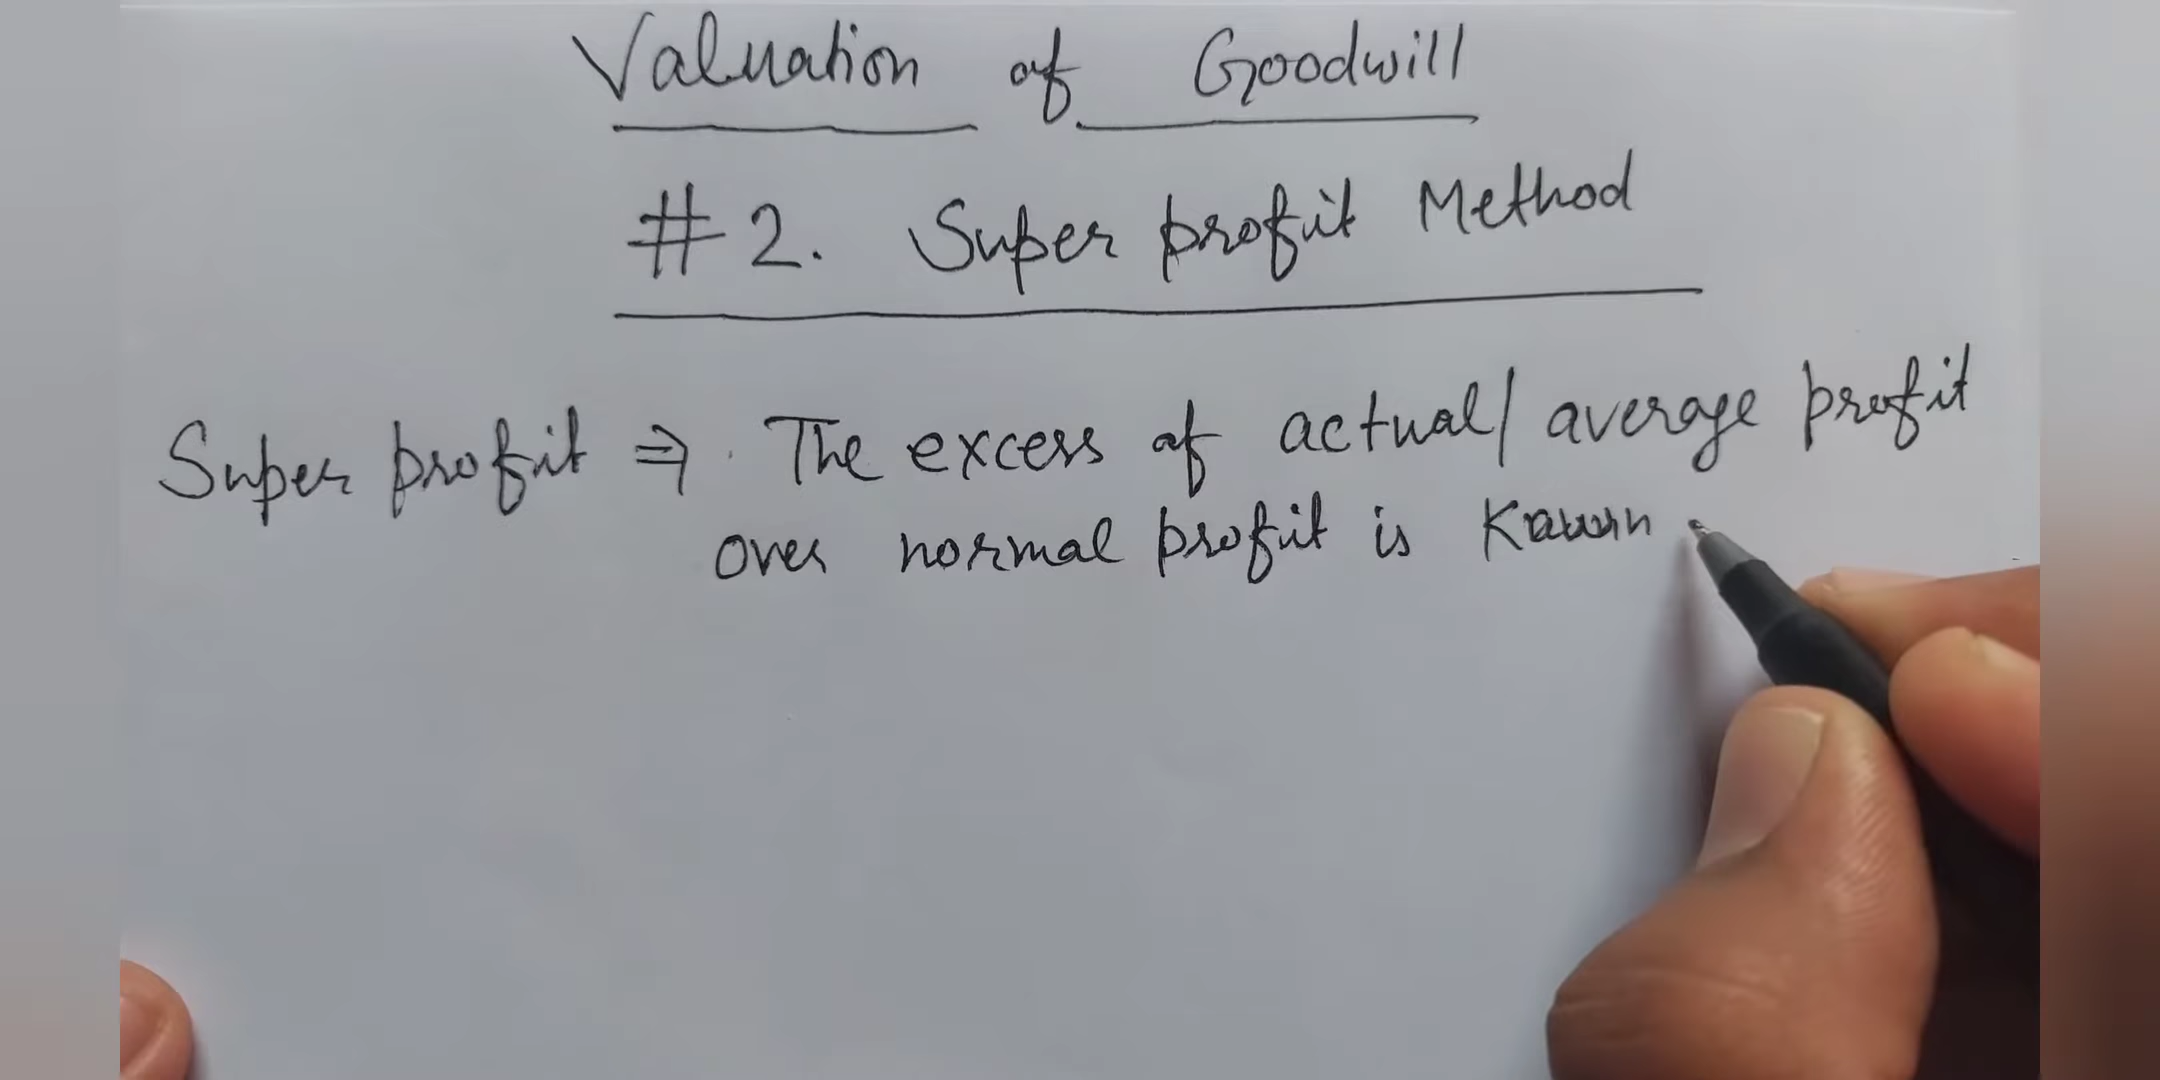 Valuation of Goodwill
# 2. Super profit Method
Super profit ⇒ The excess of actual/ average profit
over normal profit is Kauwn